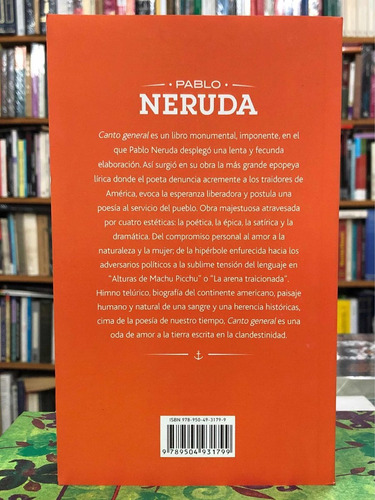 • PABLO •
NERUDA
Canto general es un libro monumental, imponente, en el
que Pablo Neruda desplegó una lenta y fecunda
elaboración. Así surgió en su obra la más grande epopeya
lírica donde el poeta denuncia acremente a los traidores de
América, evoca la esperanza liberadora y postula una
poesía al servicio del pueblo. Obra majestuosa atravesada
por cuatro estéticas: la poética, la épica, la satírica y la
dramática. Del compromiso personal al amor a la
naturaleza y la mujer; de la hipérbole enfurecida hacia los
adversarios políticos a la sublime tensión del lenguaje en
"Alturas de Machu Picchu" o "La arena traicionada".
Himno telúrico, biografía del continente americano, paisaje
humano y natural de una sangre y una herencia históricas,
cima de la poesía de nuestro tiempo, Canto general es una
oda de amor a la tierra escrita en la clandestinidad.
ISBN 978-950-49-3179-9
9 789504 931799